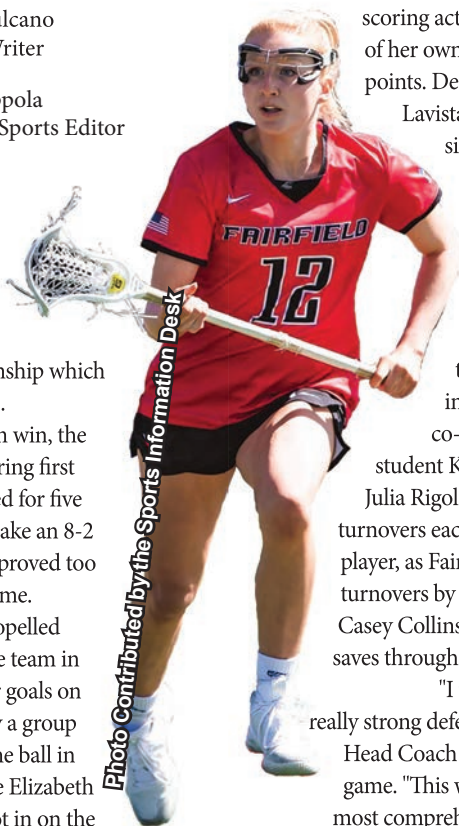 ulcano
Writer
opola
Sports Editor
nship which
.
n win, the
ring first
ed for five
ake an 8-2
proved too
me.
opelled
e team in
y goals on
y a group
he ball in
e Elizabeth
ot in on the
FAIRFIELD
12
Photo Contributed by the Sports Information Desk
scoring act
of her own
points. De
Lavista
si
t
in
co-
student K
Julia Rigol
turnovers eac
player, as Fair
turnovers by
Casey Collins
saves through
"I
really strong defe
Head Coach
game. "This w
most compreh